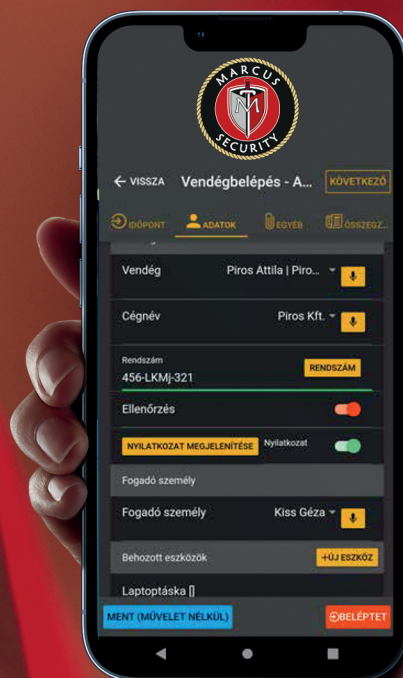 MARCUS
SECURITY
VISSZA Vendégbelépés - A... KÖVETKEZŐ
IDŐPONT ADATOK EGYÉB ÖSSZEGZ...
Vendég Piros Attila | Piro...
Cégnév Piros Kft.
Rendszám
456-LKMj-321 RENDSZÁM
Ellenőrzés
NYILATKOZAT MEGJELENÍTÉSE Nyilatkozat
Fogadó személy
Fogadó személy Kiss Géza
Behozott eszközök +ÚJ ESZKÖZ
Laptoptáska []
MENT (MŰVELET NÉLKÜL) BELÉPTET